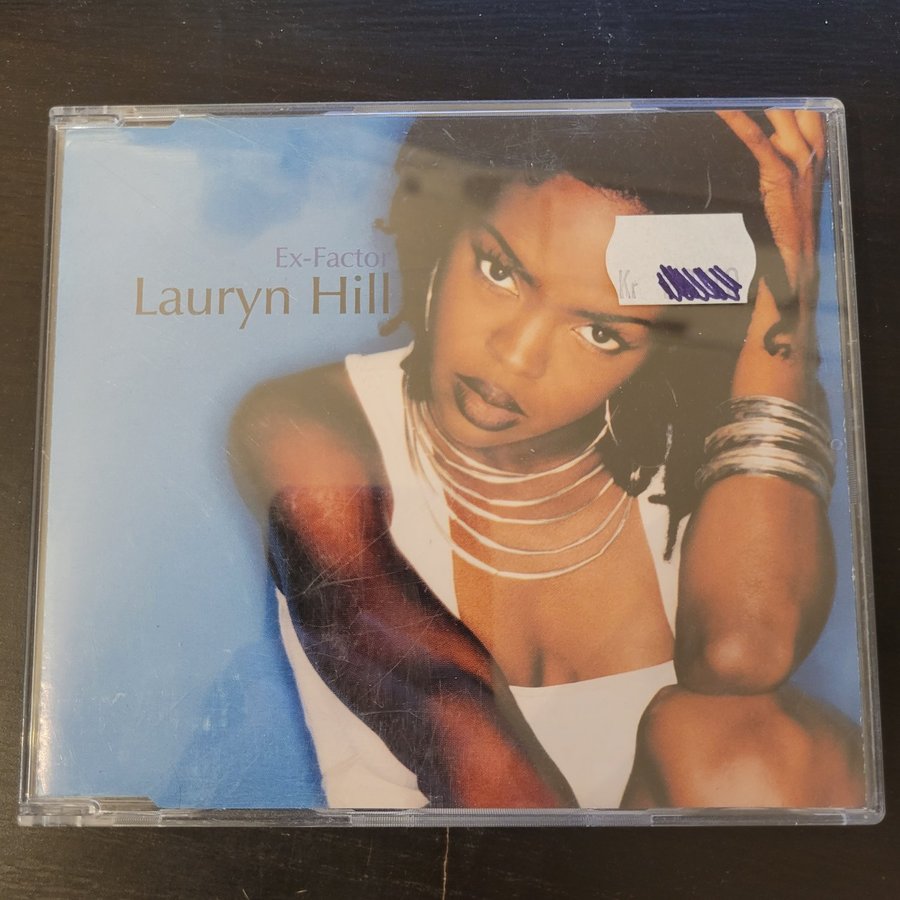 Ex-Factor
Lauryn Hill
Kr